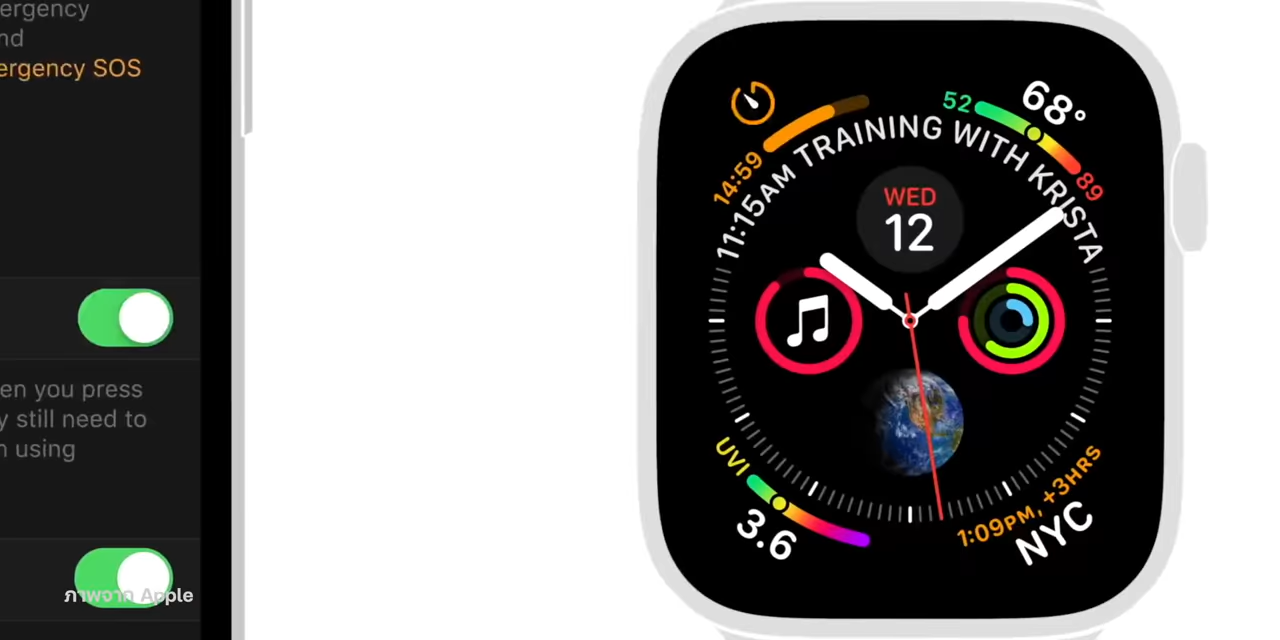 ergency
nd
ergency SOS
en you press
y still need to
n using
ภาพจาก Apple
14:59
52
68°
89
11:15AM TRAINING WITH KRISTA
WED
12
UVI
3.6
1:09PM, +3HRS
NYC